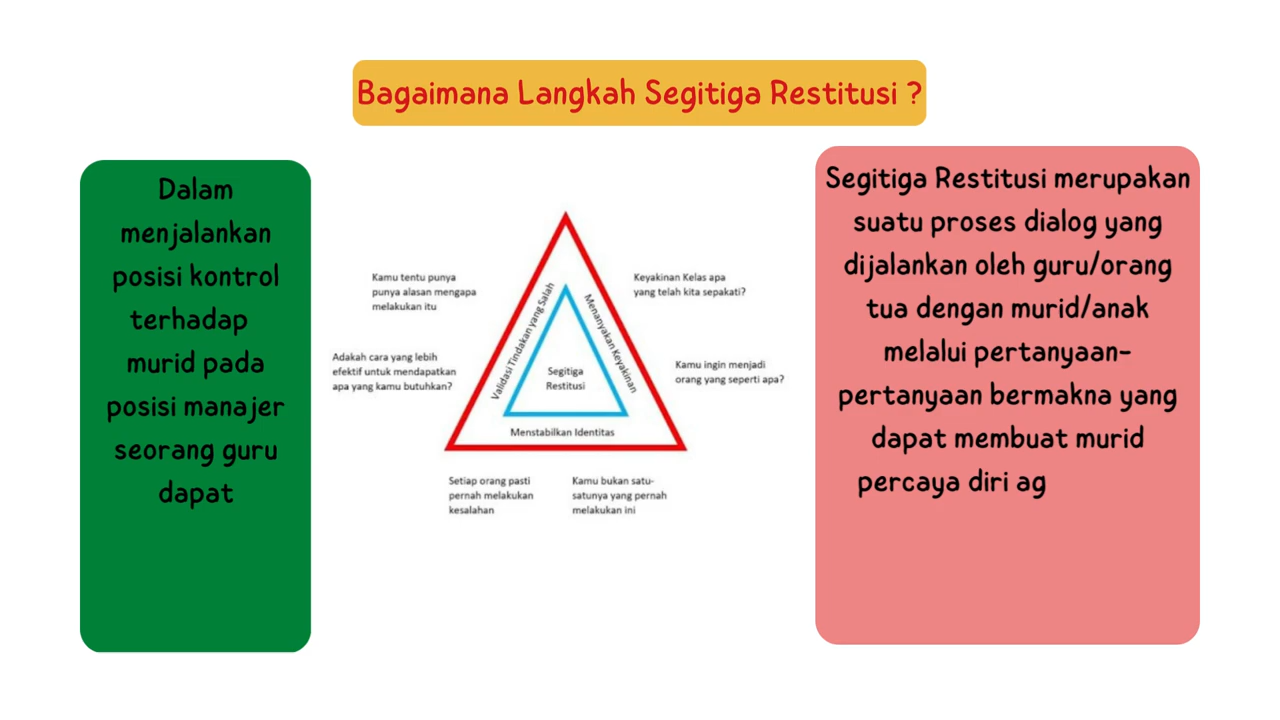 Bagaimana Langkah Segitiga Restitusi ?
Dalam
menjalankan
posisi kontrol
terhadap
murid pada
posisi manajer
seorang guru
dapat
Kamu tentu punya
punya alasan mengapa
melakukan itu
Adakah cara yang lebih
efektif untuk mendapatkan
apa yang kamu butuhkan?
Validasi Tindakan yang Salah
Menanyakan Keyakinan
Segitiga
Restitusi
Menstabilkan Identitas
Keyakinan Kelas apa
yang telah kita sepakati?
Kamu ingin menjadi
orang yang seperti apa?
Setiap orang pasti
pernah melakukan
kesalahan
Kamu bukan satu-
satunya yang pernah
melakukan ini
Segitiga Restitusi merupakan
suatu proses dialog yang
dijalankan oleh guru/orang
tua dengan murid/anak
melalui pertanyaan-
pertanyaan bermakna yang
dapat membuat murid
percaya diri ag